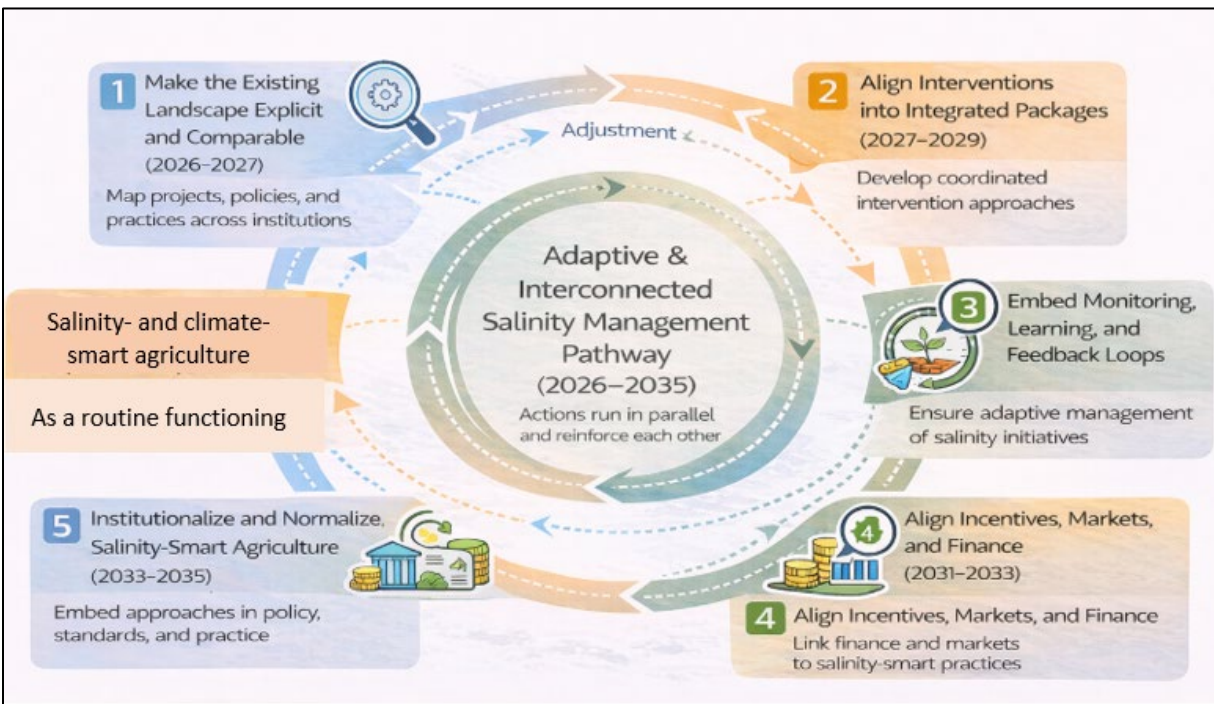 1
Make the Existing
Landscape Explicit
and Comparable
(2026–2027)
Map projects, policies, and
practices across institutions
Adjustment
2
Align Interventions
into Integrated Packages
(2027–2029)
Develop coordinated
intervention approaches
Adaptive &
Interconnected
Salinity Management
Pathway
(2026–2035)
Actions run in parallel
and reinforce each other
3
Embed Monitoring,
Learning, and
Feedback Loops
Ensure adaptive management
of salinity initiatives
Salinity- and climate-
smart agriculture
As a routine functioning
4
Align Incentives, Markets,
and Finance
(2031–2033)
4
Align Incentives, Markets, and Finance
Link finance and markets
to salinity-smart practices
5
Institutionalize and Normalize,
Salinity-Smart Agriculture
(2033–2035)
Embed approaches in policy,
standards, and practice